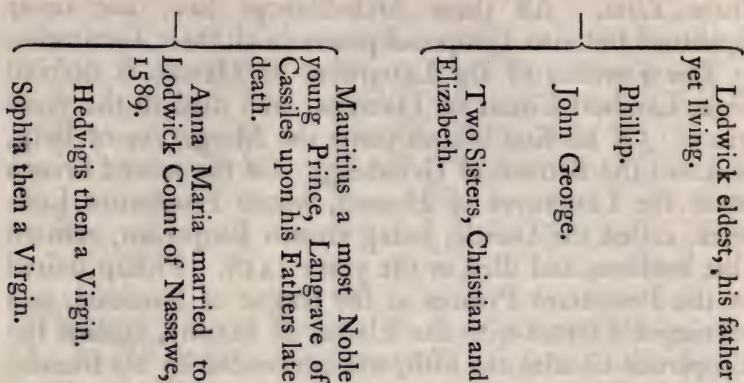 Lodwick eldest, his father
yet living.
Phillip.
John George.
Two Sisters, Christian and
Elizabeth.
Mauritius a most Noble
young Prince, Langrave of
Cassiles upon his Fathers late
death.
Anna Maria married to
Lodwick Count of Nassawe,
1589.
Hedvigis then a Virgin.
Sophia then a Virgin.